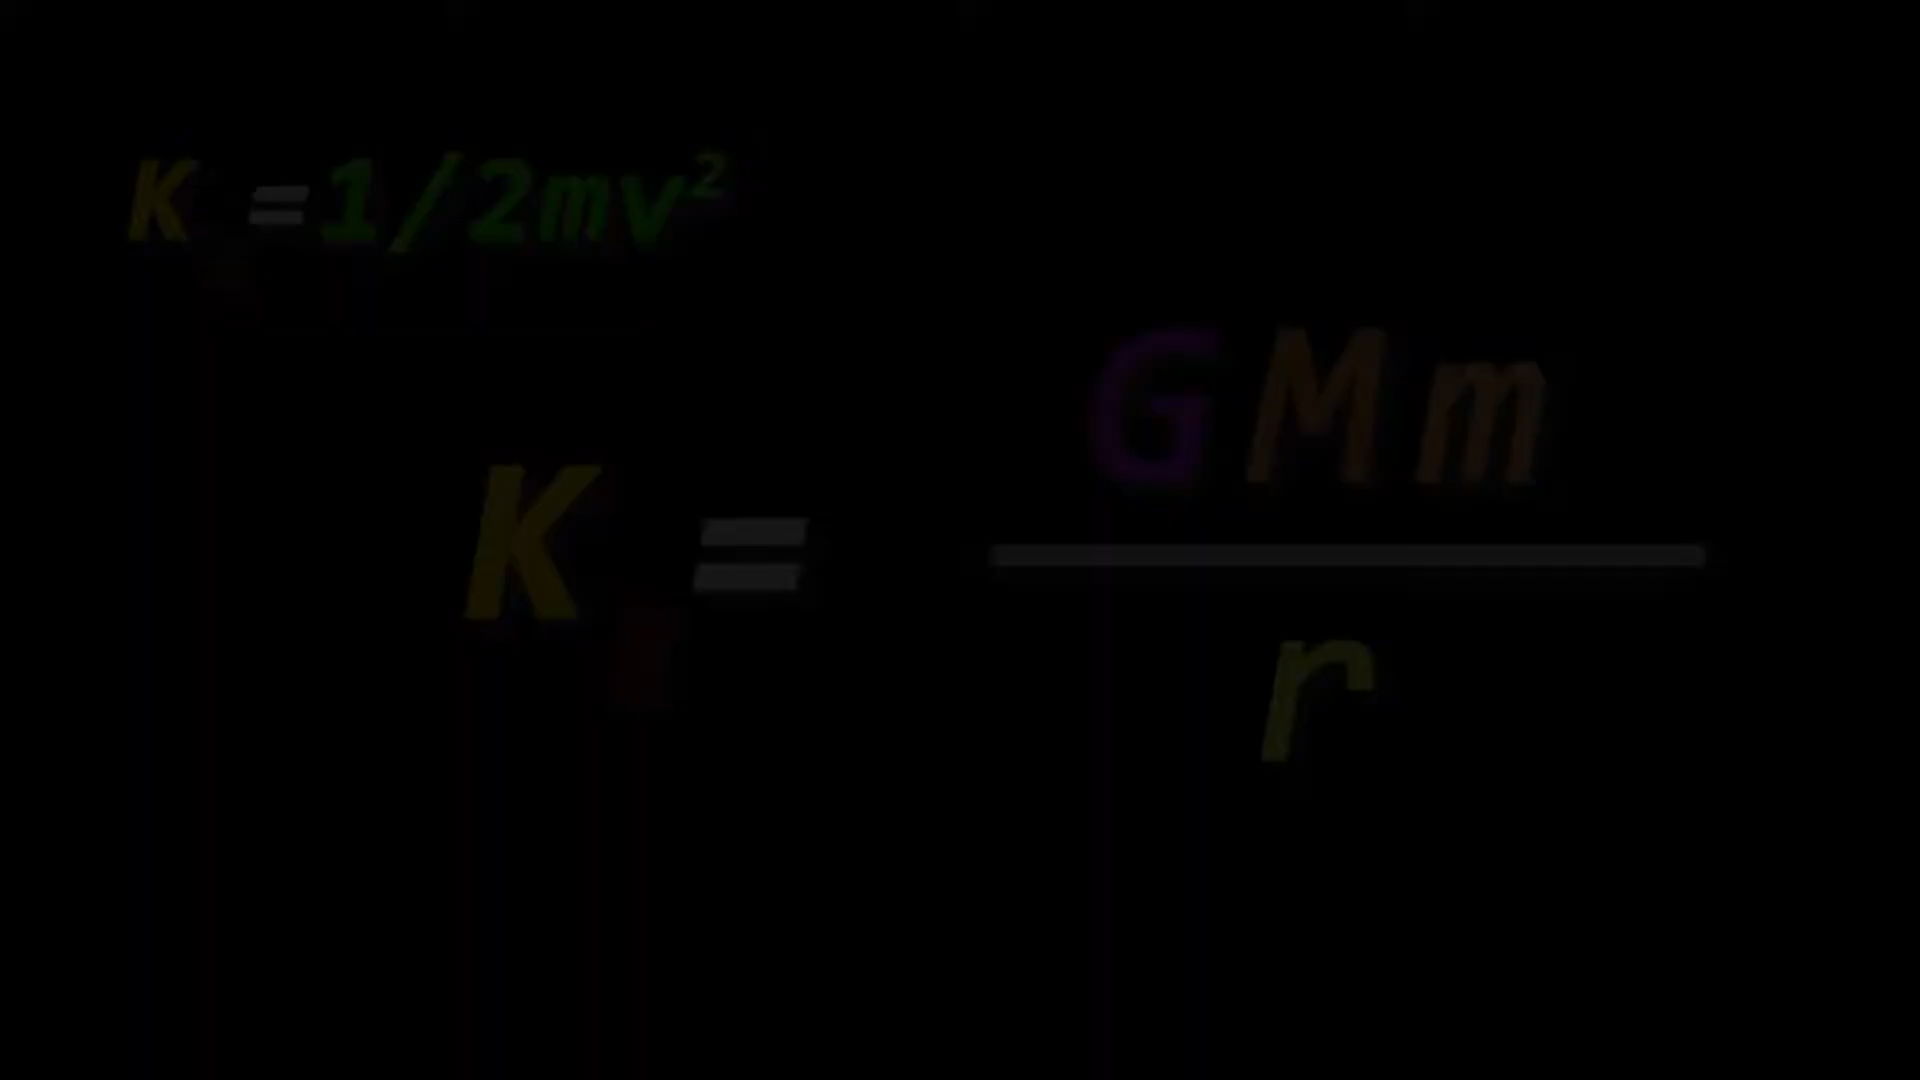 K =1/2mv²
K = GMm
r